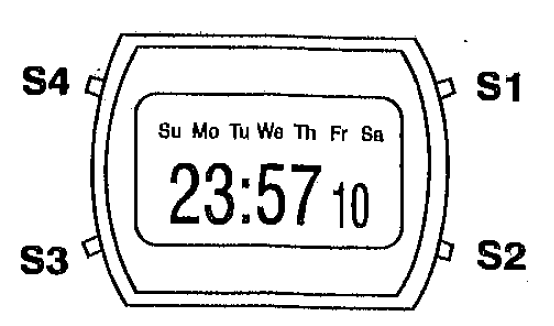 S4 S1
Su Mo Tu We Th Fr Sa
23:57 10
S3 S2